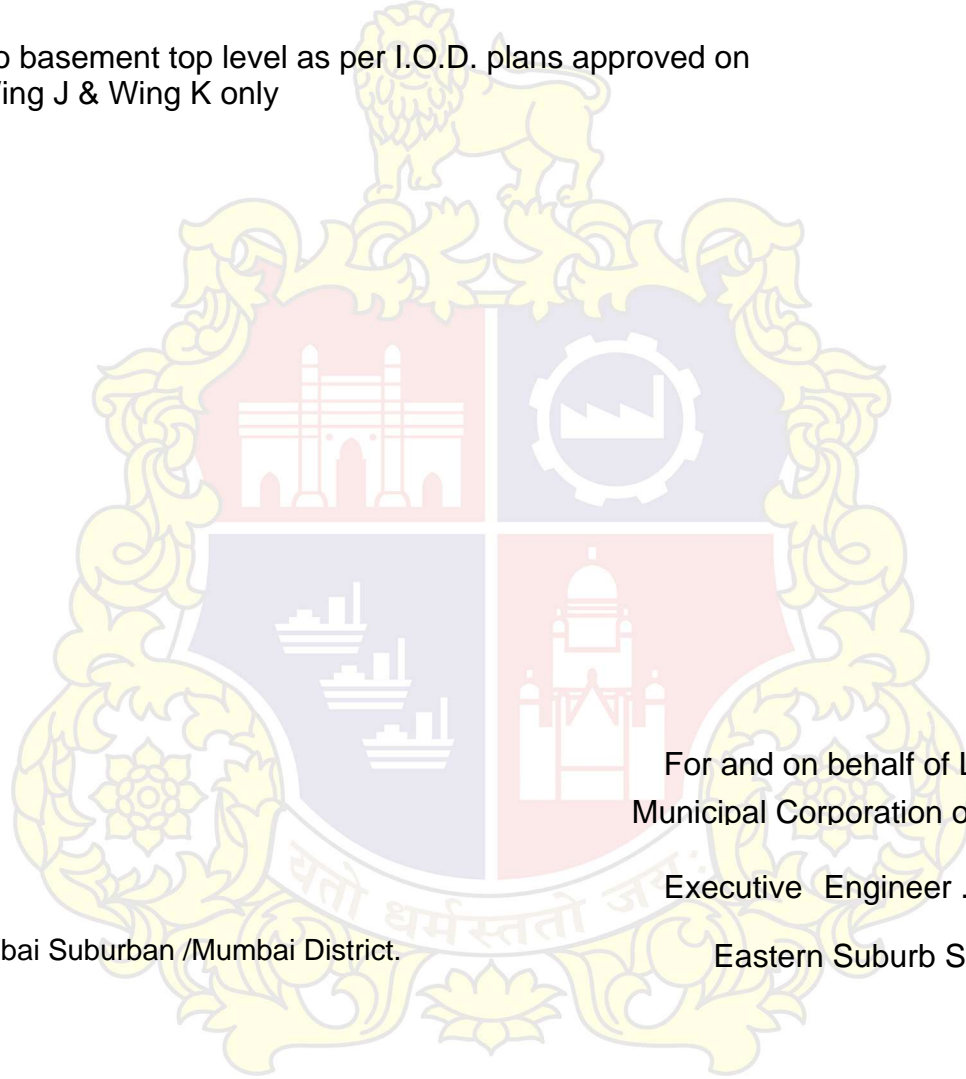 o basement top level as per I.O.D. plans approved on
ing J & Wing K only
For and on behalf of L
Municipal Corporation o
यतो धर्मस्ततो जय:
Executive Engineer .
bai Suburban /Mumbai District.
Eastern Suburb S